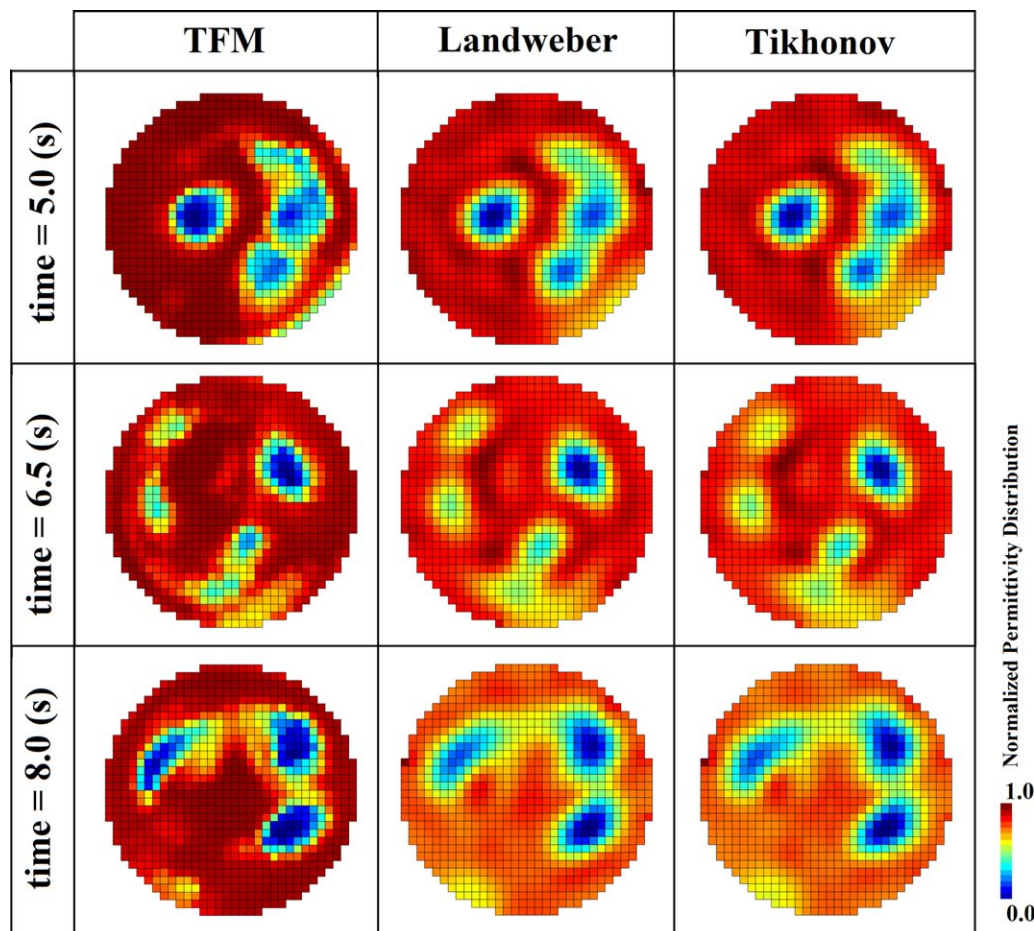 TFM
Landweber
Tikhonov
time = 5.0 (s)
time = 6.5 (s)
time = 8.0 (s)
Normalized Permittivity Distribution
1.0
0.0